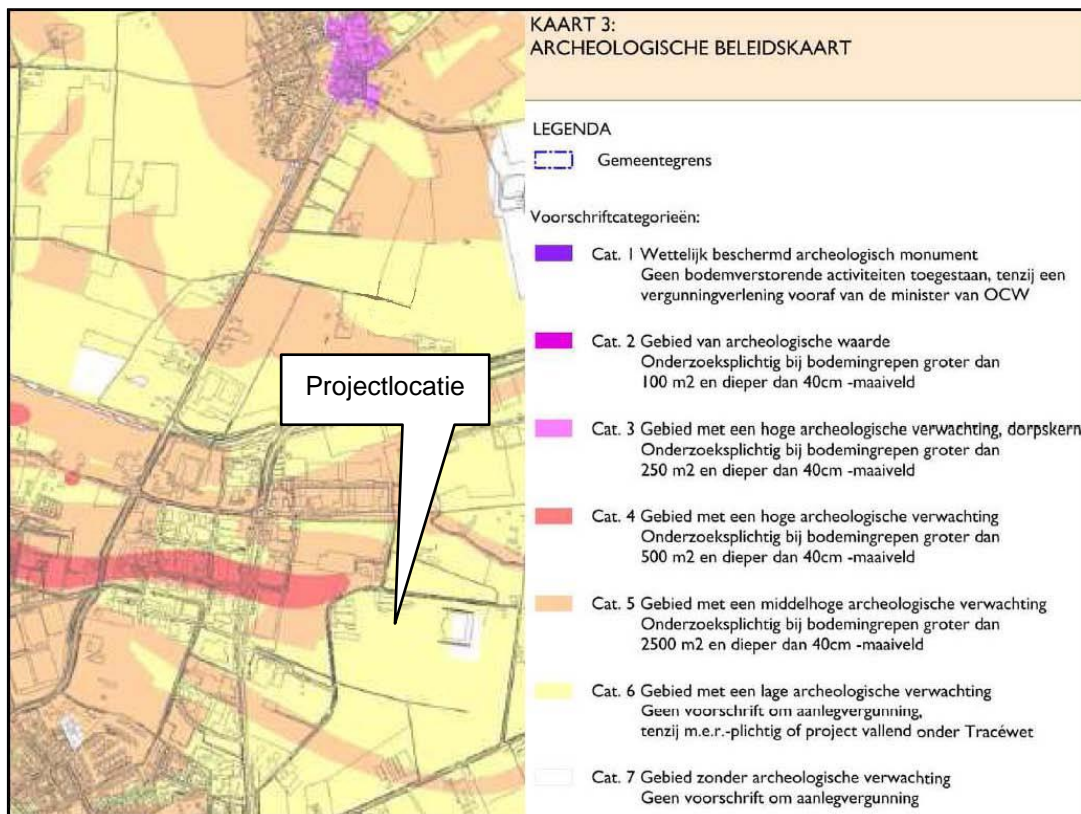 KAART 3:
ARCHEOLOGISCHE BELEIDSKAART
LEGENDA
Gemeentegrens
Voorschriftcategorieën:
Cat. 1 Wettelijk beschermd archeologisch monument
Geen bodemverstorende activiteiten toegestaan, tenzij een
vergunningverlening vooraf van de minister van OCW
Cat. 2 Gebied van archeologische waarde
Onderzoeksplichtig bij bodemingrepen groter dan
100 m2 en dieper dan 40cm -maaiveld
Cat. 3 Gebied met een hoge archeologische verwachting, dorpskern
Onderzoeksplichtig bij bodemingrepen groter dan
250 m2 en dieper dan 40cm -maaiveld
Cat. 4 Gebied met een hoge archeologische verwachting
Onderzoeksplichtig bij bodemingrepen groter dan
500 m2 en dieper dan 40cm -maaiveld
Cat. 5 Gebied met een middelhoge archeologische verwachting
Onderzoeksplichtig bij bodemingrepen groter dan
2500 m2 en dieper dan 40cm -maaiveld
Cat. 6 Gebied met een lage archeologische verwachting
Geen voorschrift om aanlegvergunning,
tenzij m.e.r.-plichtig of project vallend onder Tracéwet
Cat. 7 Gebied zonder archeologische verwachting
Geen voorschrift om aanlegvergunning
Projectlocatie